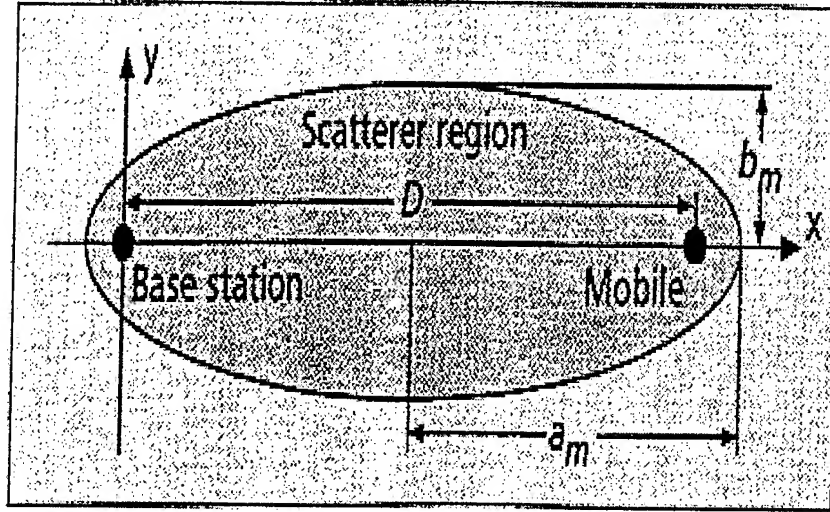 y
Scatterer region
b_m
D
x
Base station
Mobile
a_m